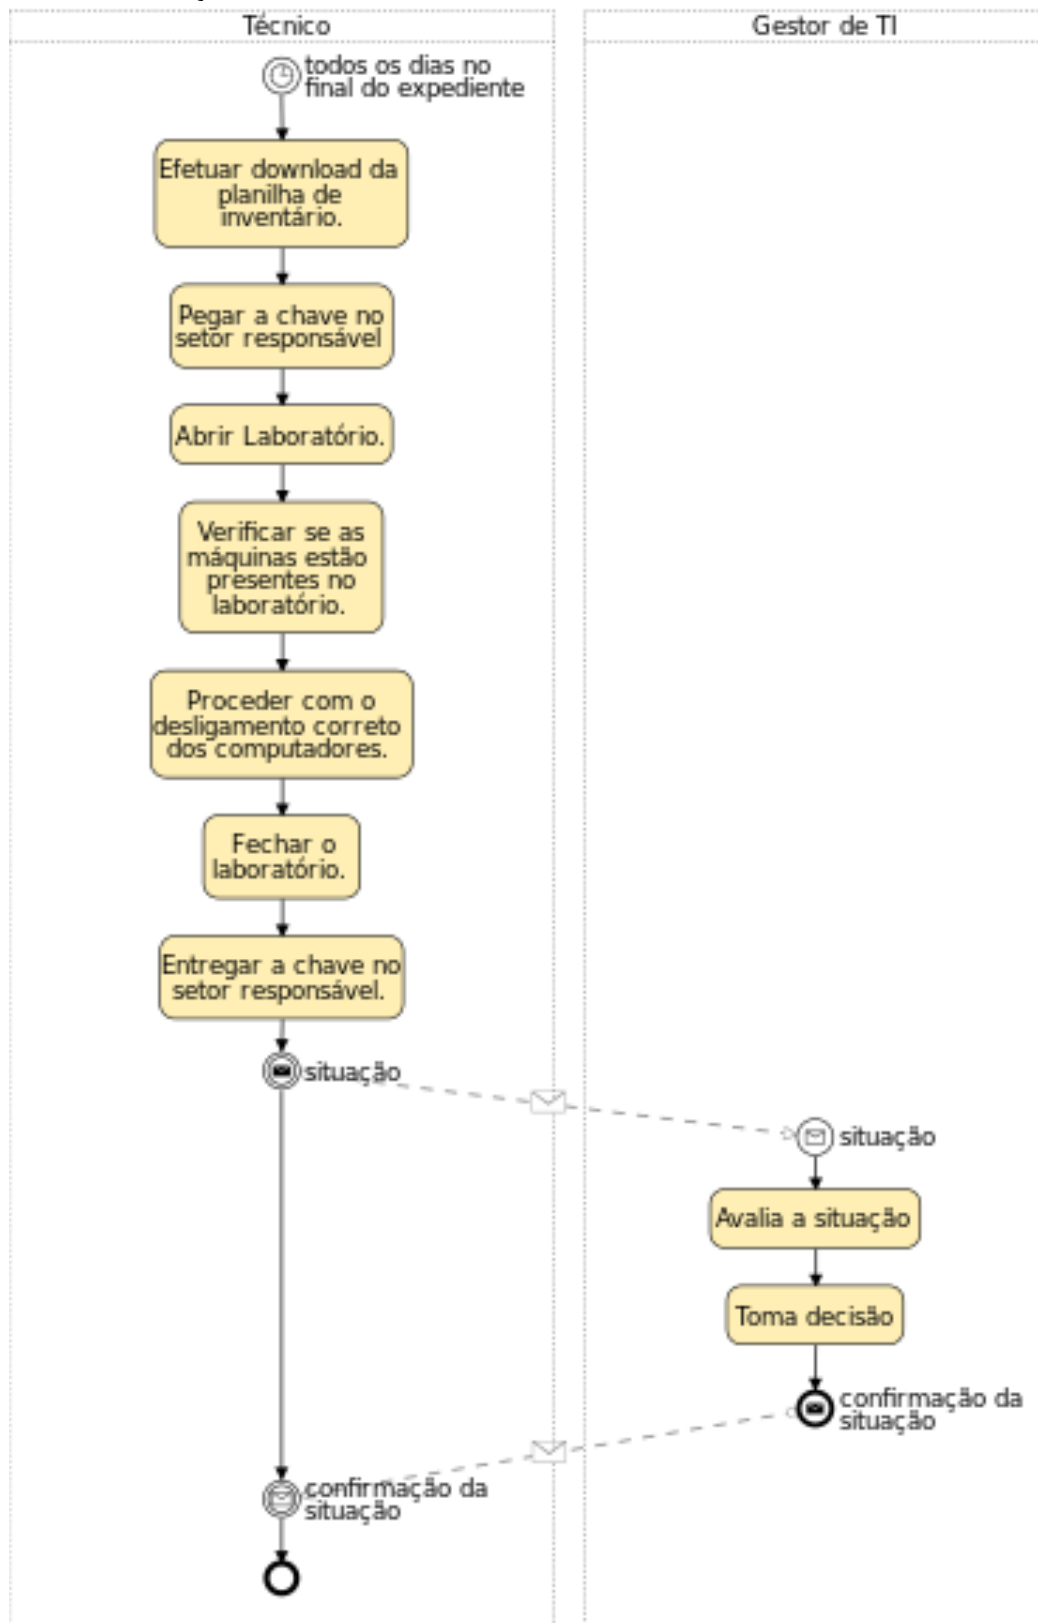 Técnico
Gestor de TI
todos os dias no
final do expediente
Efetuar download da
planilha de
inventário.
Pegar a chave no
setor responsável
Abrir Laboratório.
Verificar se as
máquinas estão
presentes no
laboratório.
Proceder com o
desligamento correto
dos computadores.
Fechar o
laboratório.
Entregar a chave no
setor responsável.
situação
situação
Avalia a situação
Toma decisão
confirmação da
situação
confirmação da
situação